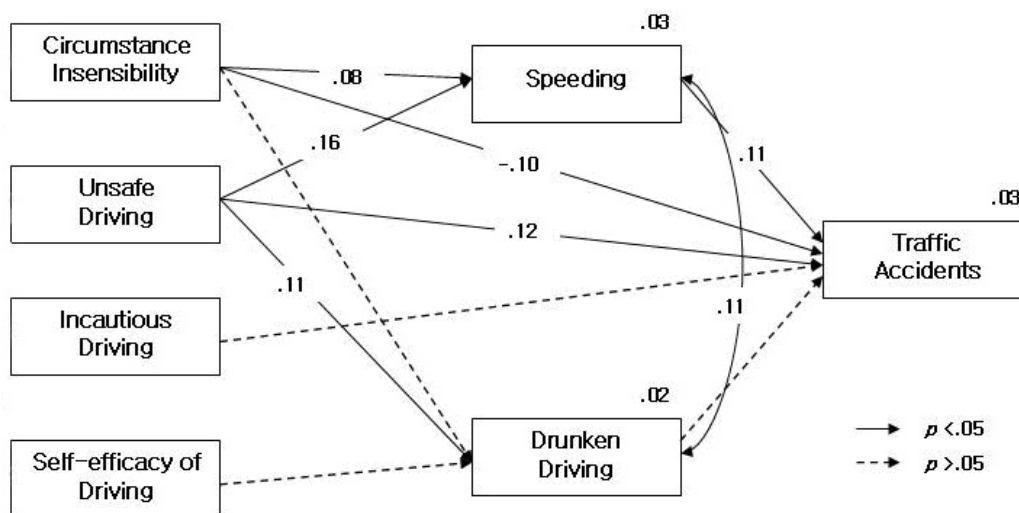 .03
Circumstance
Insensibility
.08
Speeding
.16
-.10
.11
Unsafe
Driving
.03
.12
Traffic
Accidents
.11
Incautious
Driving
.11
.02
Self-efficacy of
Driving
Drunken
Driving
p <.05
p >.05